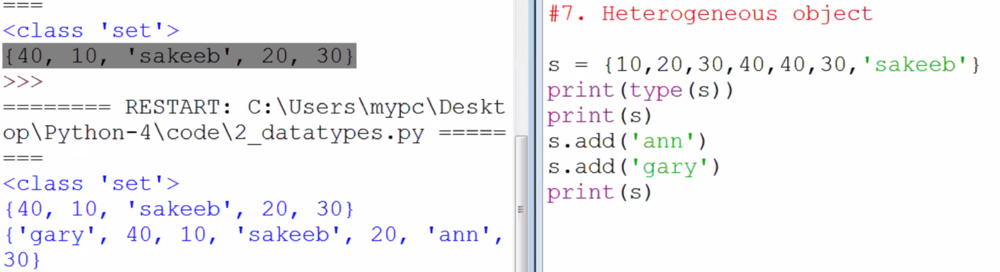 ===
<class 'set'>
{40, 10, 'sakeeb', 20, 30}
>>>
======== RESTART: C:\Users\mypc\Deskt
op\Python-4\code\2_datatypes.py =====
===
<class 'set'>
{40, 10, 'sakeeb', 20, 30}
{'gary', 40, 10, 'sakeeb', 20, 'ann',
30}
#7. Heterogeneous object
s = {10,20,30,40,40,30,'sakeeb'}
print(type(s))
print(s)
s.add('ann')
s.add('gary')
print(s)